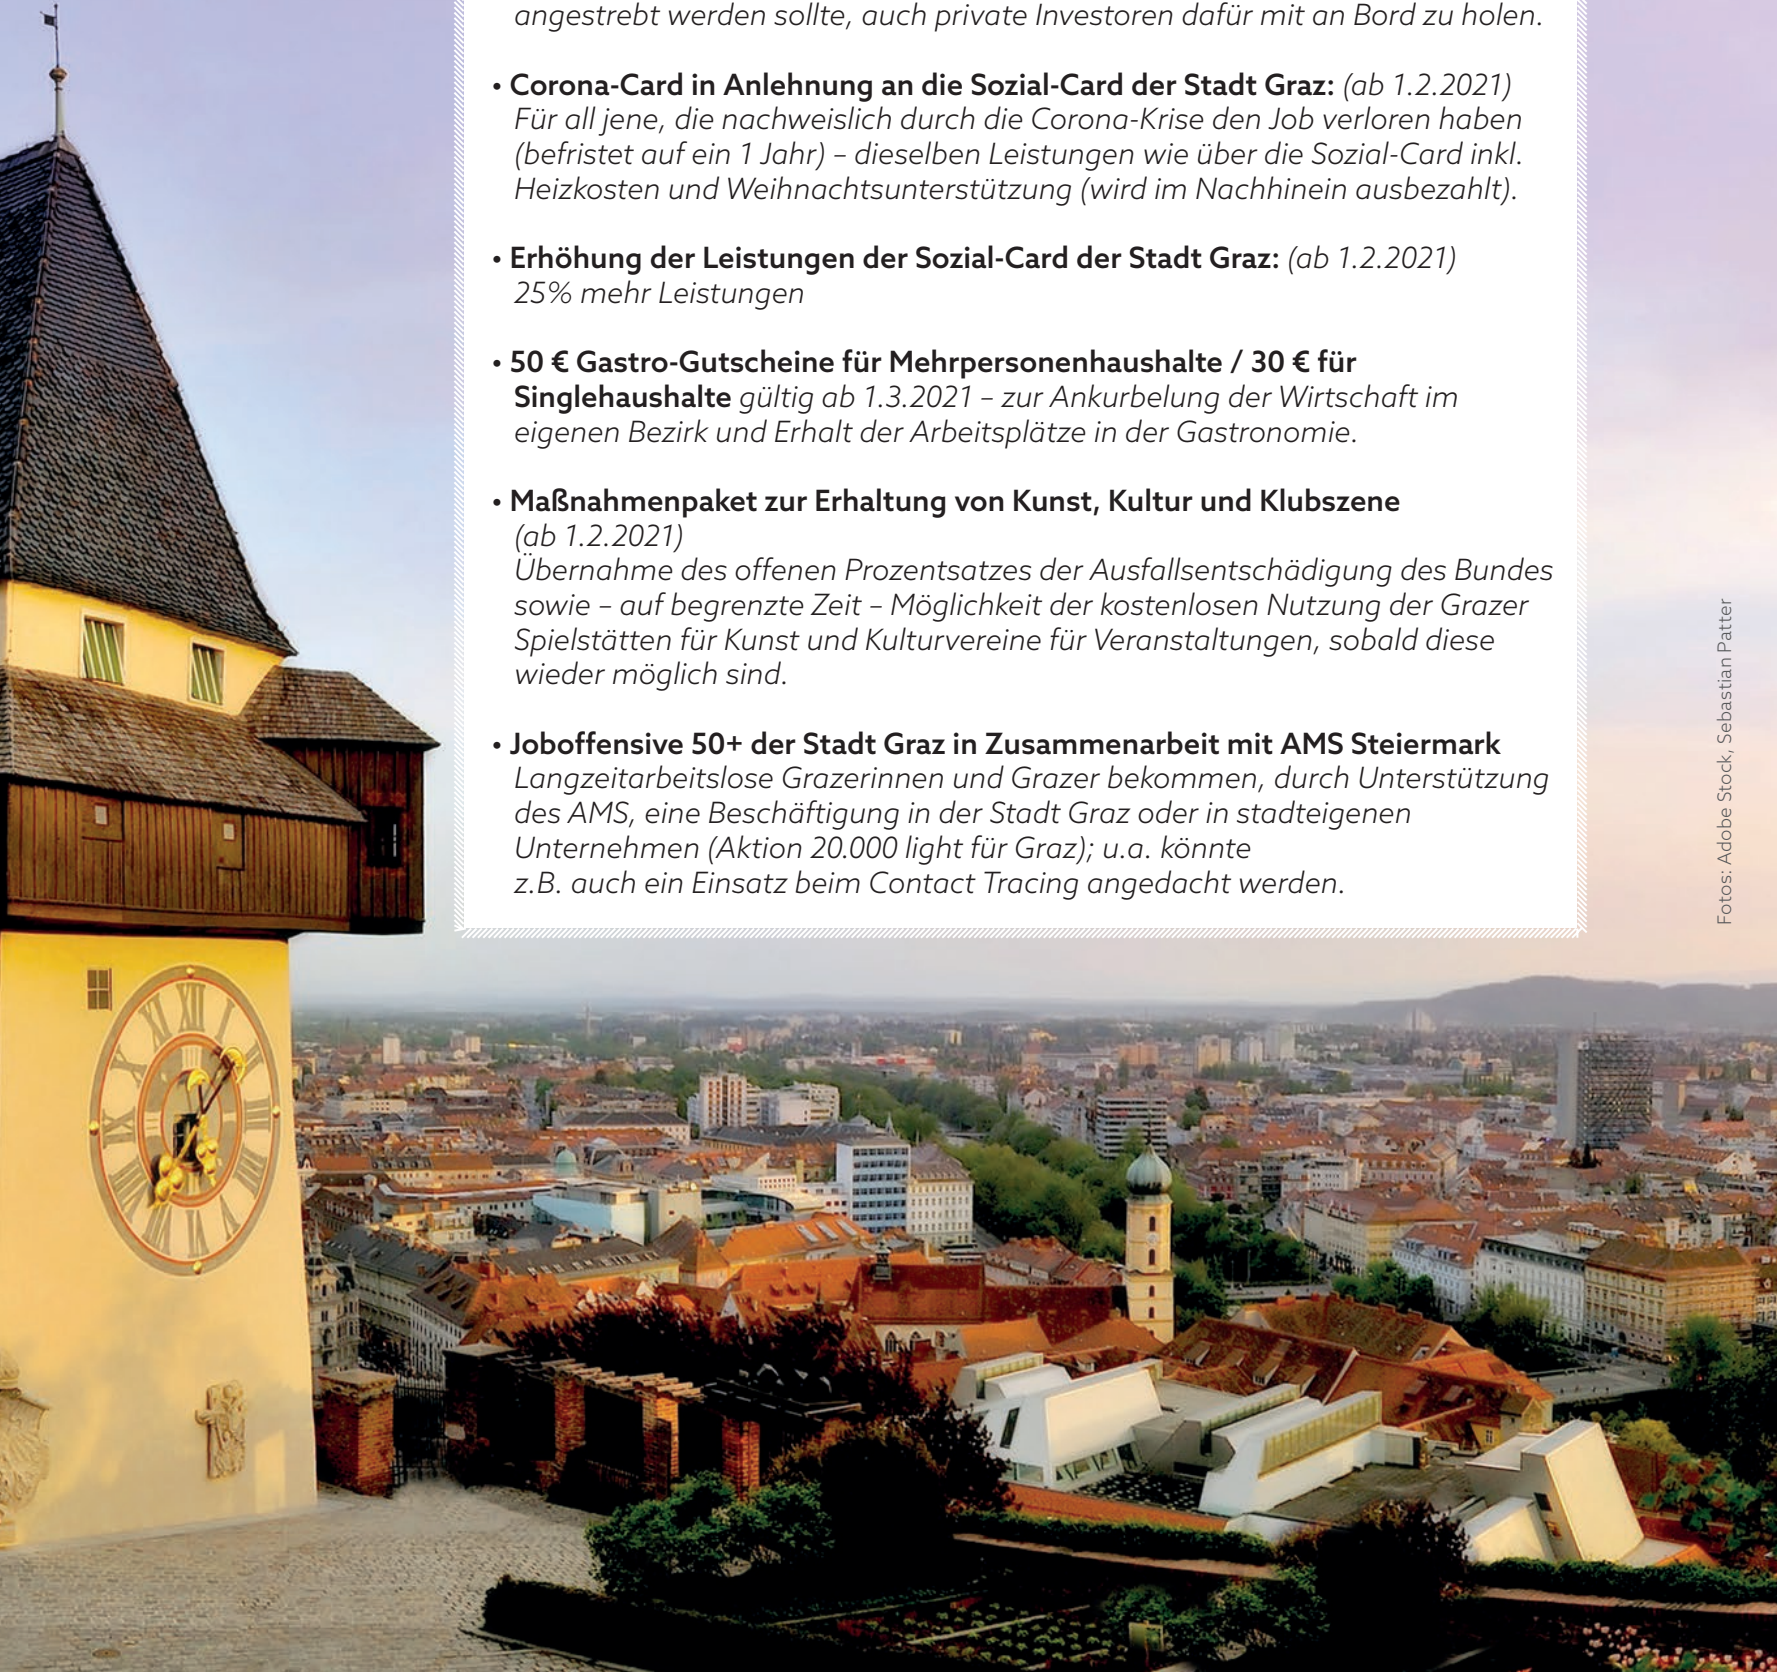 angestrebt werden sollte, auch private Investoren dafür mit an Bord zu holen.
• Corona-Card in Anlehnung an die Sozial-Card der Stadt Graz: (ab 1.2.2021)
Für all jene, die nachweislich durch die Corona-Krise den Job verloren haben
(befristet auf ein 1 Jahr) – dieselben Leistungen wie über die Sozial-Card inkl.
Heizkosten und Weihnachtsunterstützung (wird im Nachhinein ausbezahlt).
• Erhöhung der Leistungen der Sozial-Card der Stadt Graz: (ab 1.2.2021)
25% mehr Leistungen
• 50 € Gastro-Gutscheine für Mehrpersonenhaushalte / 30 € für
Singlehaushalte gültig ab 1.3.2021 – zur Ankurbelung der Wirtschaft im
eigenen Bezirk und Erhalt der Arbeitsplätze in der Gastronomie.
• Maßnahmenpaket zur Erhaltung von Kunst, Kultur und Klubszene
(ab 1.2.2021)
Übernahme des offenen Prozentsatzes der Ausfallsentschädigung des Bundes
sowie – auf begrenzte Zeit – Möglichkeit der kostenlosen Nutzung der Grazer
Spielstätten für Kunst und Kulturvereine für Veranstaltungen, sobald diese
wieder möglich sind.
• Joboffensive 50+ der Stadt Graz in Zusammenarbeit mit AMS Steiermark
Langzeitarbeitslose Grazerinnen und Grazer bekommen, durch Unterstützung
des AMS, eine Beschäftigung in der Stadt Graz oder in stadteigenen
Unternehmen (Aktion 20.000 light für Graz); u.a. könnte
z.B. auch ein Einsatz beim Contact Tracing angedacht werden.
Fotos: Adobe Stock, Sebastian Patter
XII
I
XI
X